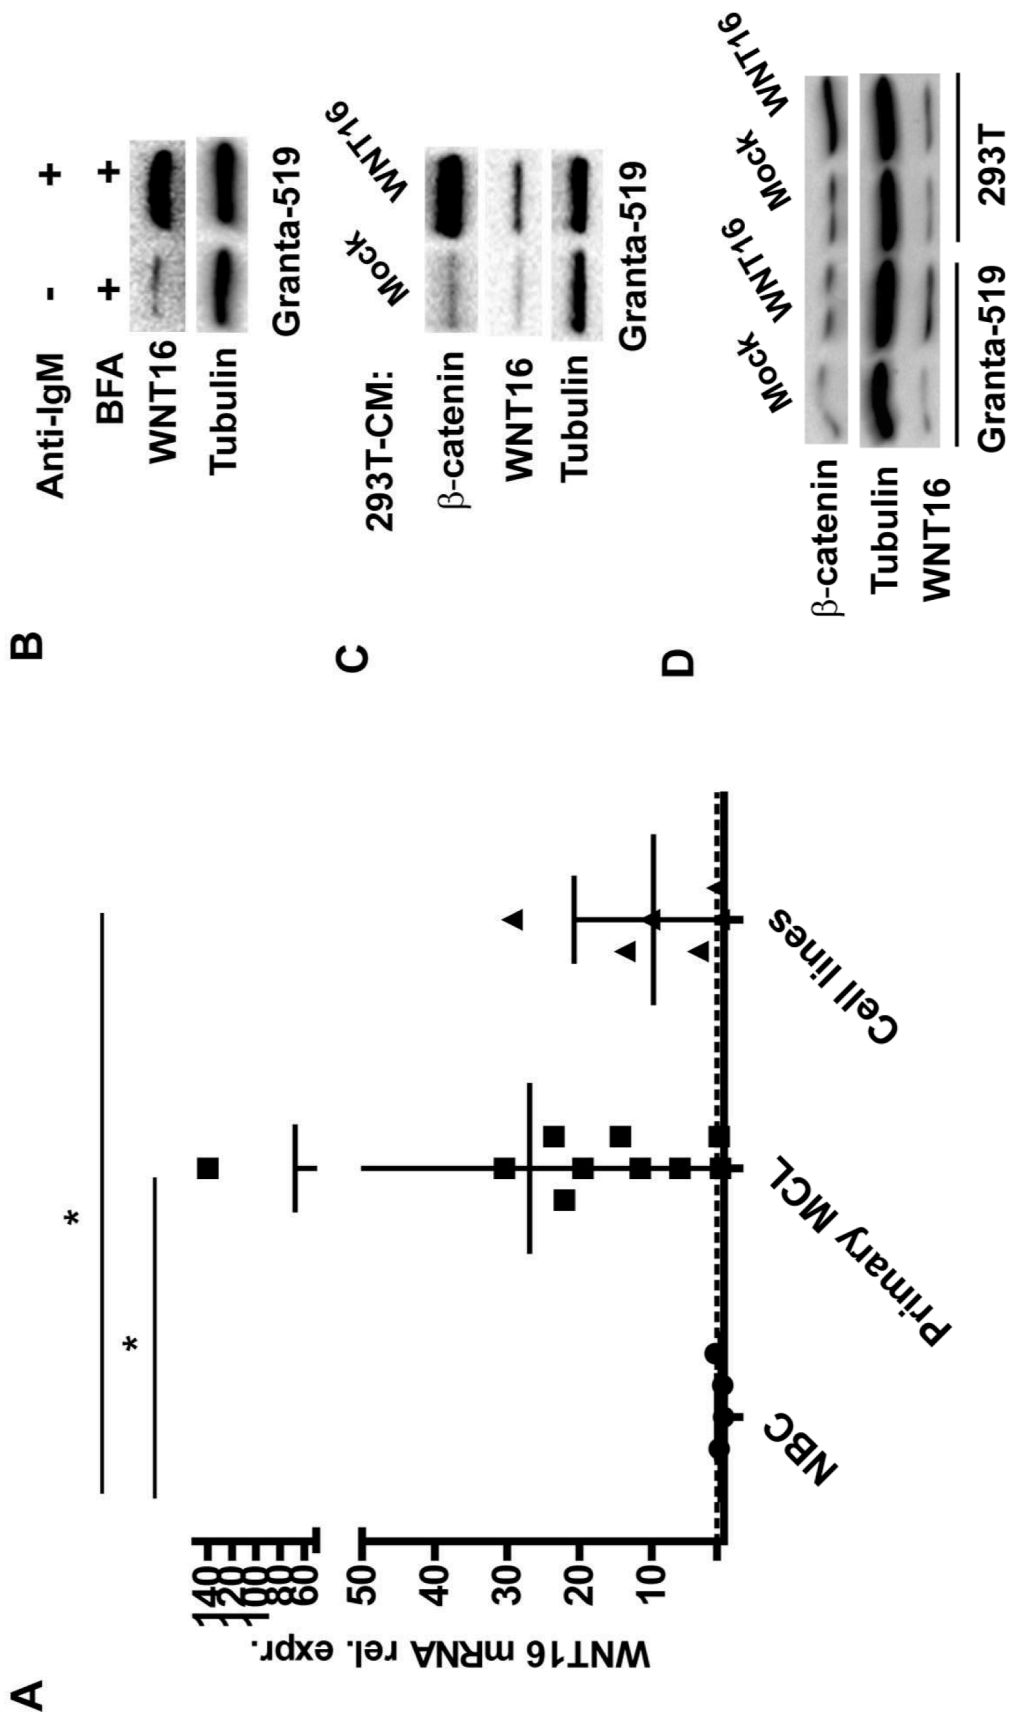 A
WNT16 mRNA rel. expr.
140
120
100
80
60
50
40
30
20
10
*
*
NBC
Primary MCL
Cell lines
B
Anti-IgM - +
BFA + +
WNT16
Tubulin
Granta-519
C
293T-CM: Mock WNT16
β-catenin
WNT16
Tubulin
Granta-519
D
Mock WNT16 Mock WNT16
β-catenin
Tubulin
WNT16
Granta-519 293T